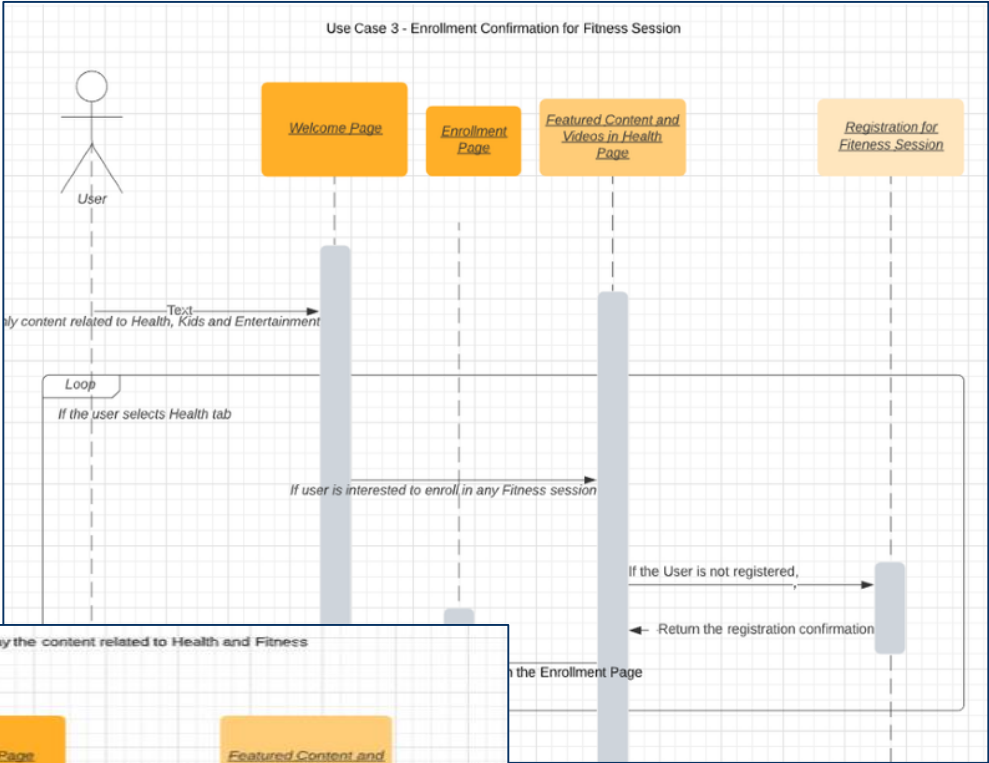 Use Case 3 - Enrollment Confirmation for Fitness Session
Welcome Page
Enrollment
Page
Featured Content and
Videos in Health
Page
Registration for
Fiteness Session
User
Text
content related to Health, Kids and Entertainment
Loop
If the user selects Health tab
If user is interested to enroll in any Fitness session
If the User is not registered,
,
Return the registration confirmation
the Enrollment Page
the content related to Health and Fitness
Page
Featured Content and